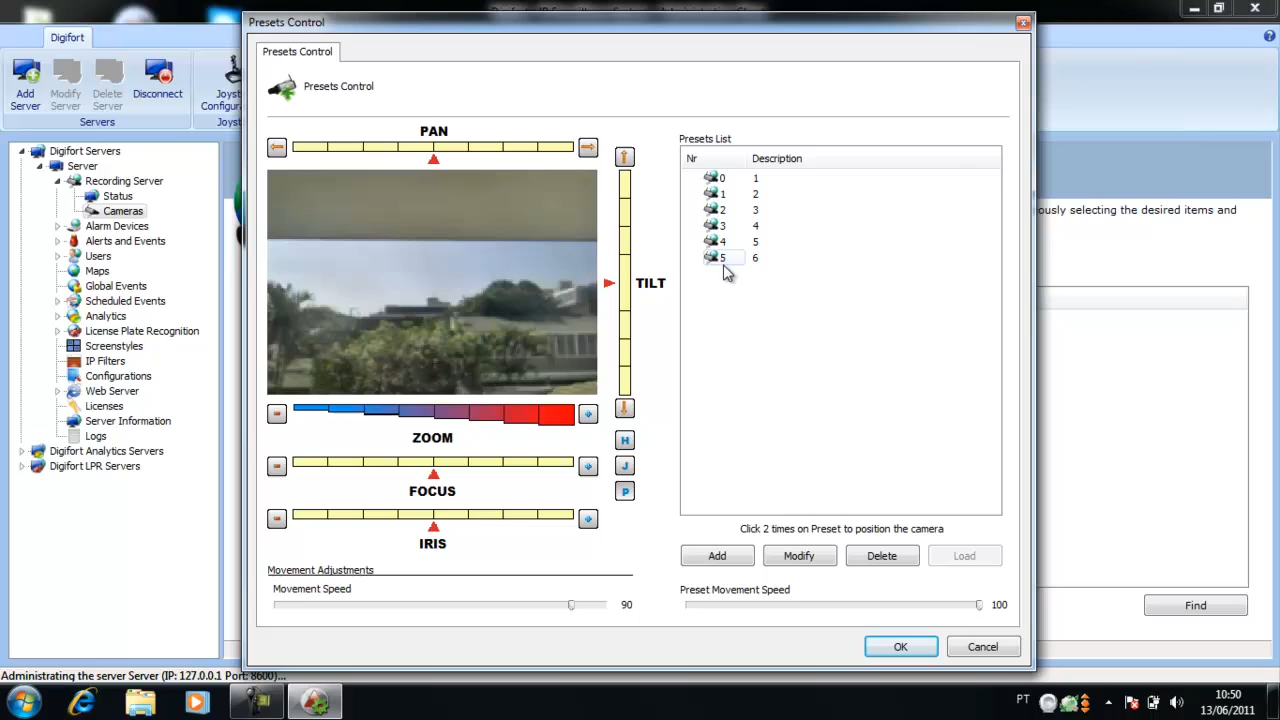 Presets Control
Digifort
Add
Server
Modify
Server
Delete
Server
Disconnect
Servers
Digifort Servers
Server
Recording Server
Status
Cameras
Alarm Devices
Alerts and Events
Users
Maps
Global Events
Scheduled Events
Analytics
License Plate Recognition
Screenstyles
IP Filters
Configurations
Web Server
Licenses
Server Information
Logs
Digifort Analytics Servers
Digifort LPR Servers
Presets Control
Presets Control
PAN
TILT
ZOOM
FOCUS
IRIS
H
J
P
Movement Adjustments
Movement Speed
90
Presets List
Nr Description
0 1
1 2
2 3
3 4
4 5
5 6
Click 2 times on Preset to position the camera
Add Modify Delete Load
Preset Movement Speed
100
OK Cancel
selecting the desired items and
Find
Administrating the server Server (IP: 127.0.0.1 Port: 8600)...
PT
10:50
13/06/2011